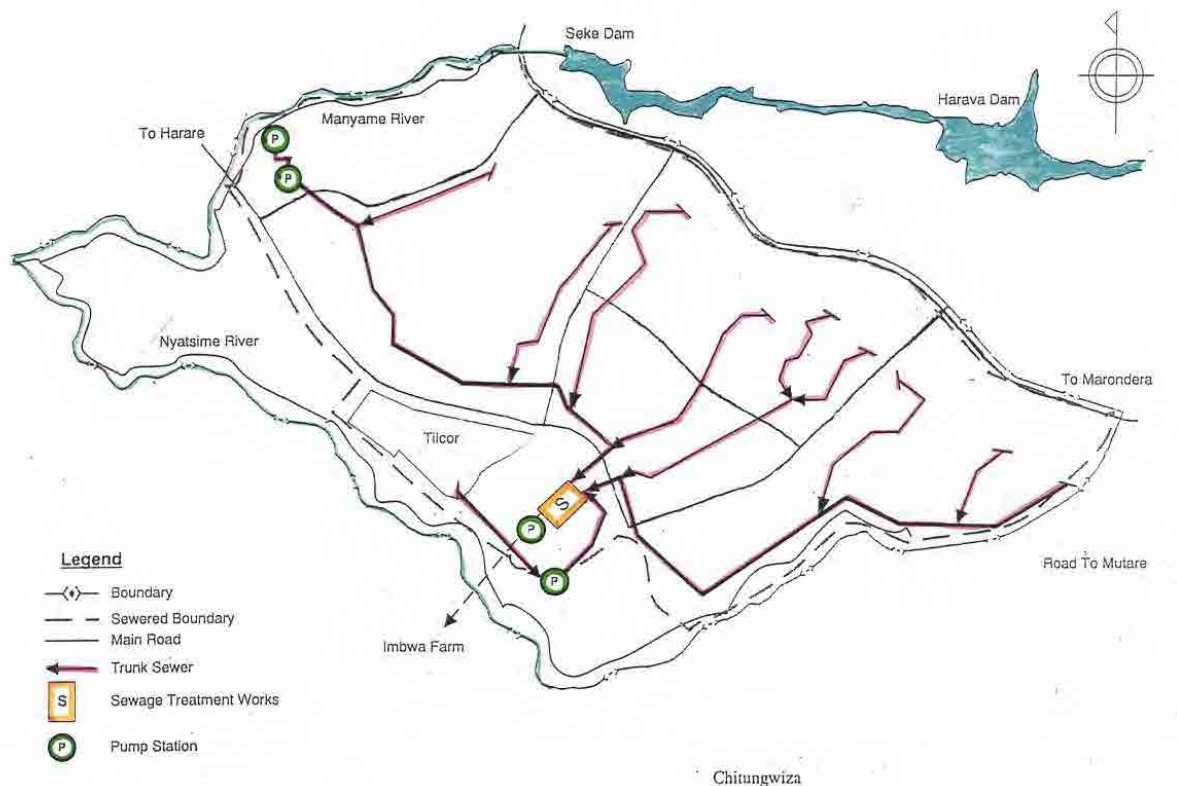 Seke Dam
Harava Dam
Manyame River
To Harare
P
P
Nyatsime River
To Marondera
Tilcor
S
P
P
Road To Mutare
Imbwa Farm
Legend
Boundary
Sewered Boundary
Main Road
Trunk Sewer
S
Sewage Treatment Works
P
Pump Station
Chitungwiza